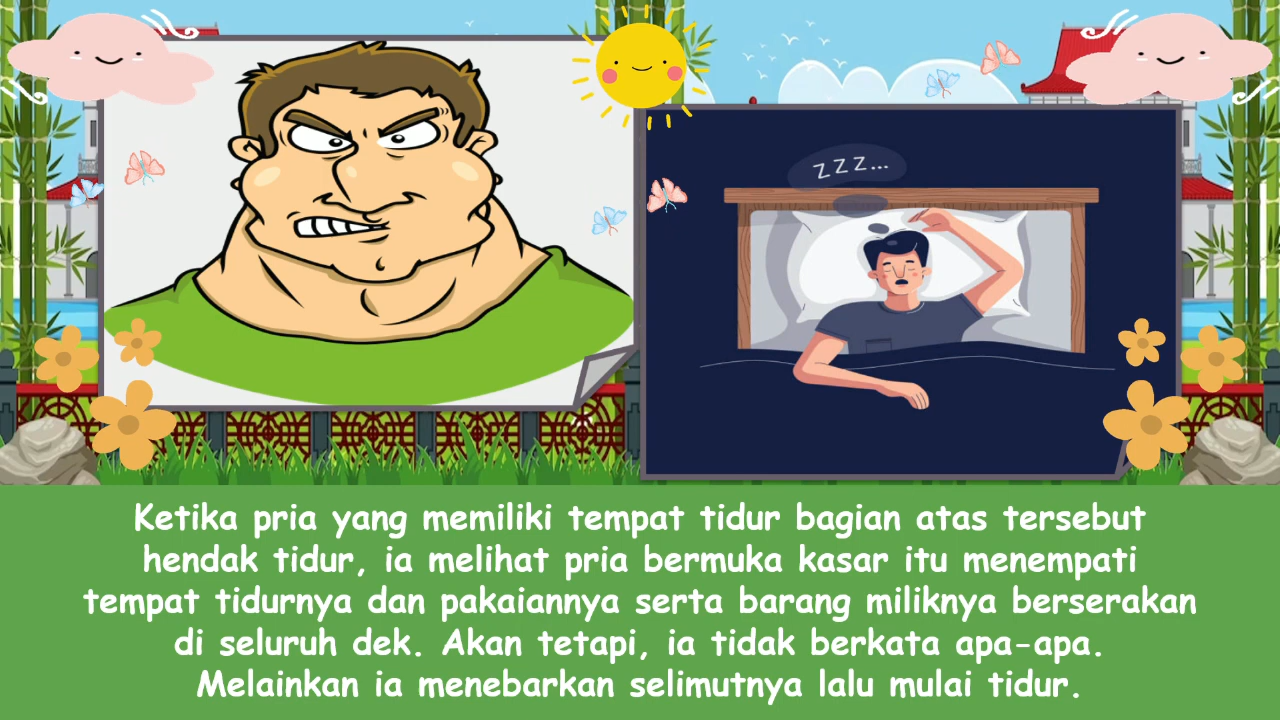 Z Z Z...
Ketika pria yang memiliki tempat tidur bagian atas tersebut
hendak tidur, ia melihat pria bermuka kasar itu menempati
tempat tidurnya dan pakaiannya serta barang miliknya berserakan
di seluruh dek. Akan tetapi, ia tidak berkata apa-apa.
Melainkan ia menebarkan selimutnya lalu mulai tidur.